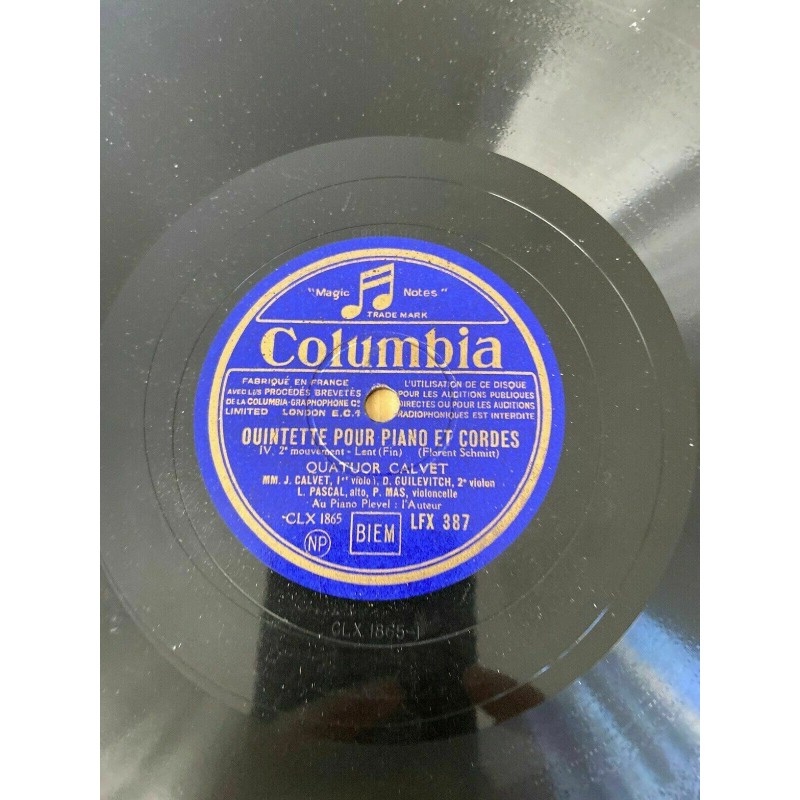 "Magic Notes"
TRADE MARK
Columbia
FABRIQUÉ EN FRANCE
AVEC LES PROCÉDÉS BREVETÉS
DE LA COLUMBIA-GRAPHOPHONE Cº
LIMITED LONDON E.C.1
L'UTILISATION DE CE DISQUE
POUR LES AUDITIONS PUBLIQUES
DIRECTES OU POUR LES AUDITIONS
RADIOPHONIQUES EST INTERDITE
QUINTETTE POUR PIANO ET CORDES
IV. 2ᵉ mouvement - Lent (Fin) (Florent Schmitt)
QUATUOR CALVET
MM. J. CALVET, 1ᵉʳ violon, D. GUILEVITCH, 2ᵉ violon
L. PASCAL, alto, P. MAS, violoncelle
Au Piano Pleyel : l'Auteur
CLX 1865 BIEM LFX 387
NP
CLX 1865-1